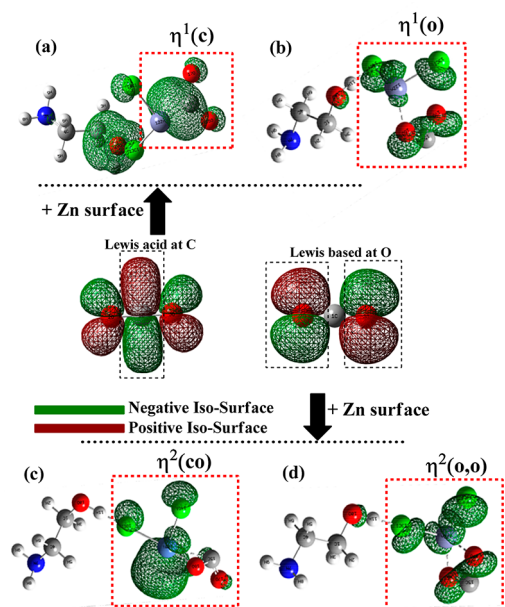 η¹(c)
η¹(o)
(a)
(b)
+ Zn surface
Lewis acid at C
Lewis based at O
Negative Iso-Surface
Positive Iso-Surface
+ Zn surface
η²(co)
η²(o,o)
(c)
(d)